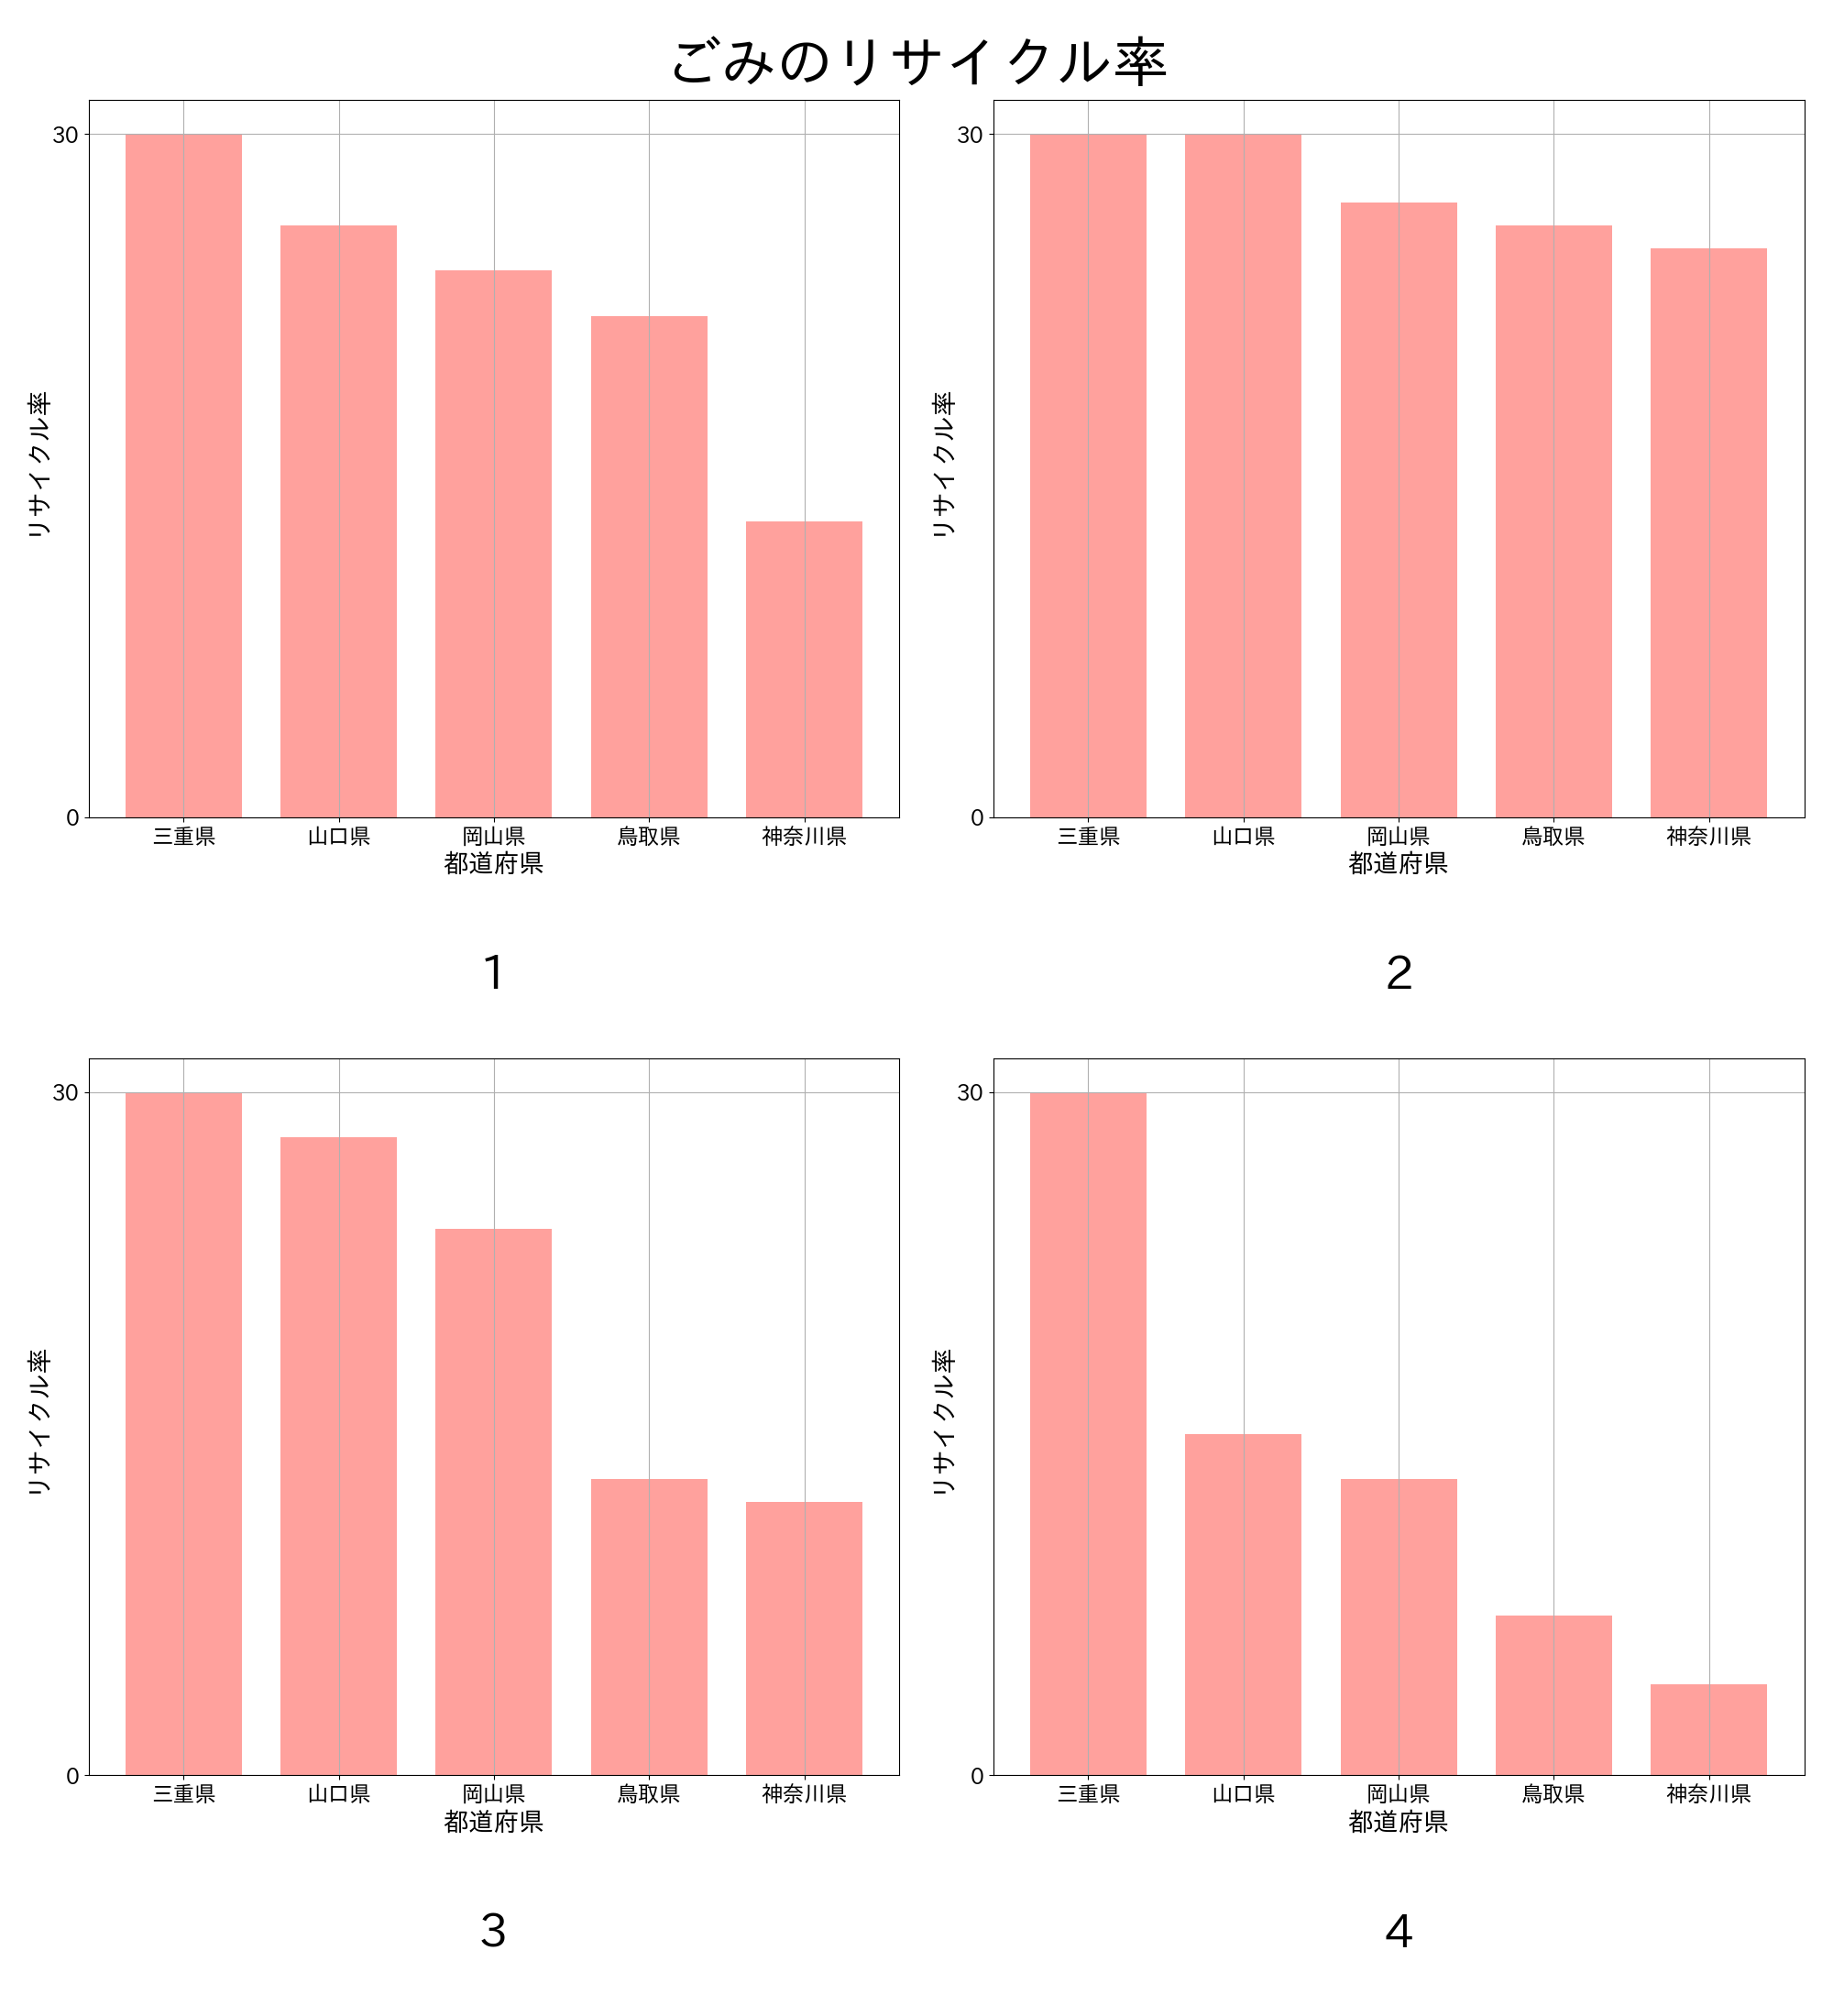 ごみのリサイクル率
30
0
リサイクル率
三重県 山口県 岡山県 鳥取県 神奈川県
都道府県
1
30
0
リサイクル率
三重県 山口県 岡山県 鳥取県 神奈川県
都道府県
2
30
0
リサイクル率
三重県 山口県 岡山県 鳥取県 神奈川県
都道府県
3
30
0
リサイクル率
三重県 山口県 岡山県 鳥取県 神奈川県
都道府県
4